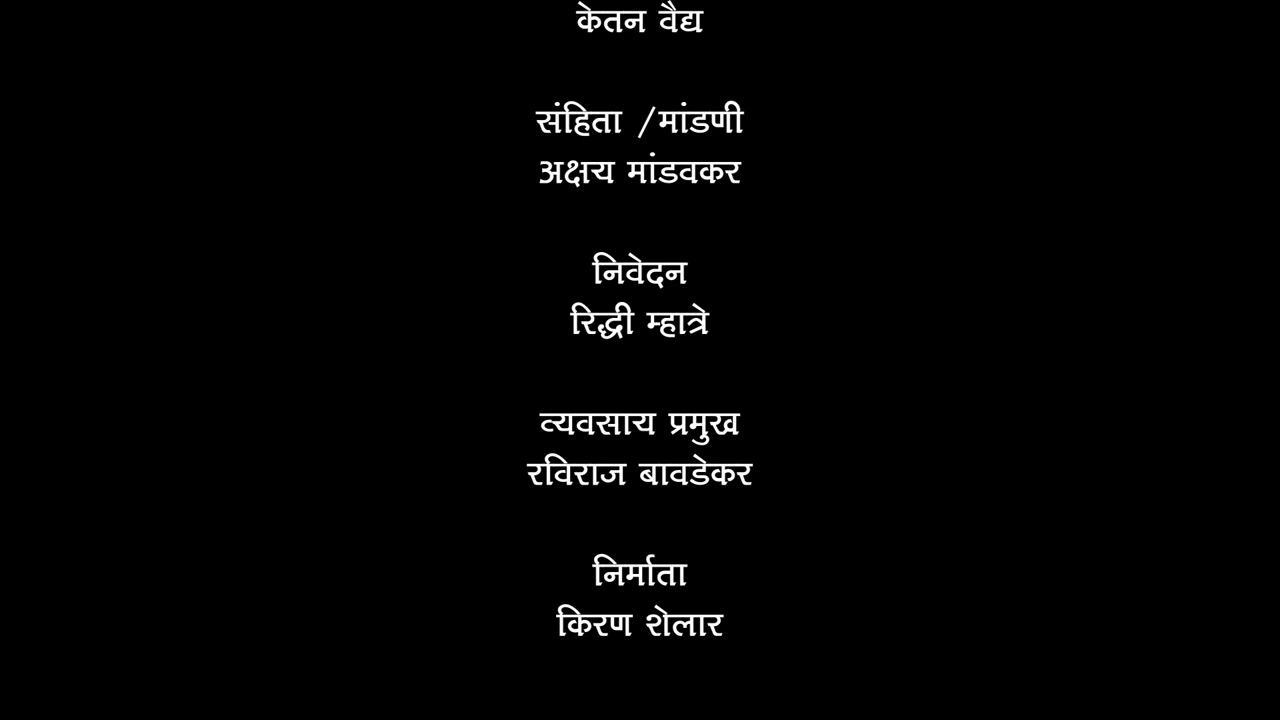 केतन वैद्य
संहिता /मांडणी
अक्षय मांडवकर
निवेदन
रिद्धी म्हात्रे
व्यवसाय प्रमुख
रविराज बावडेकर
निर्माता
किरण शेलार